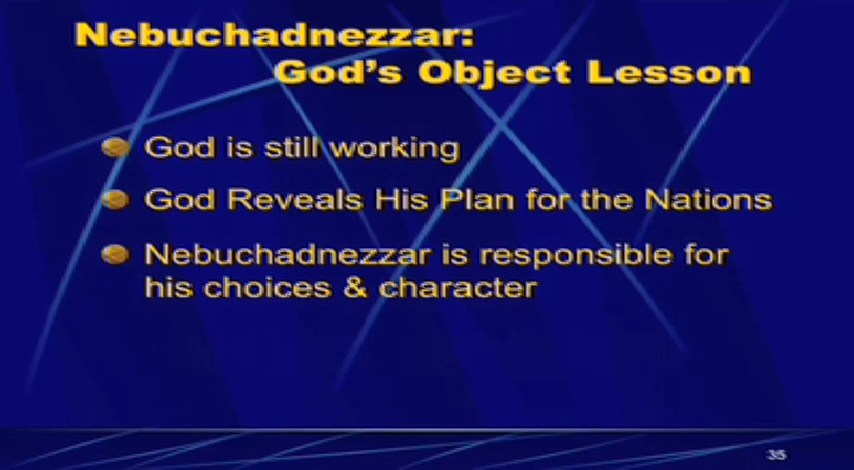 Nebuchadnezzar:
God's Object Lesson
God is still working
God Reveals His Plan for the Nations
Nebuchadnezzar is responsible for
his choices & character
35